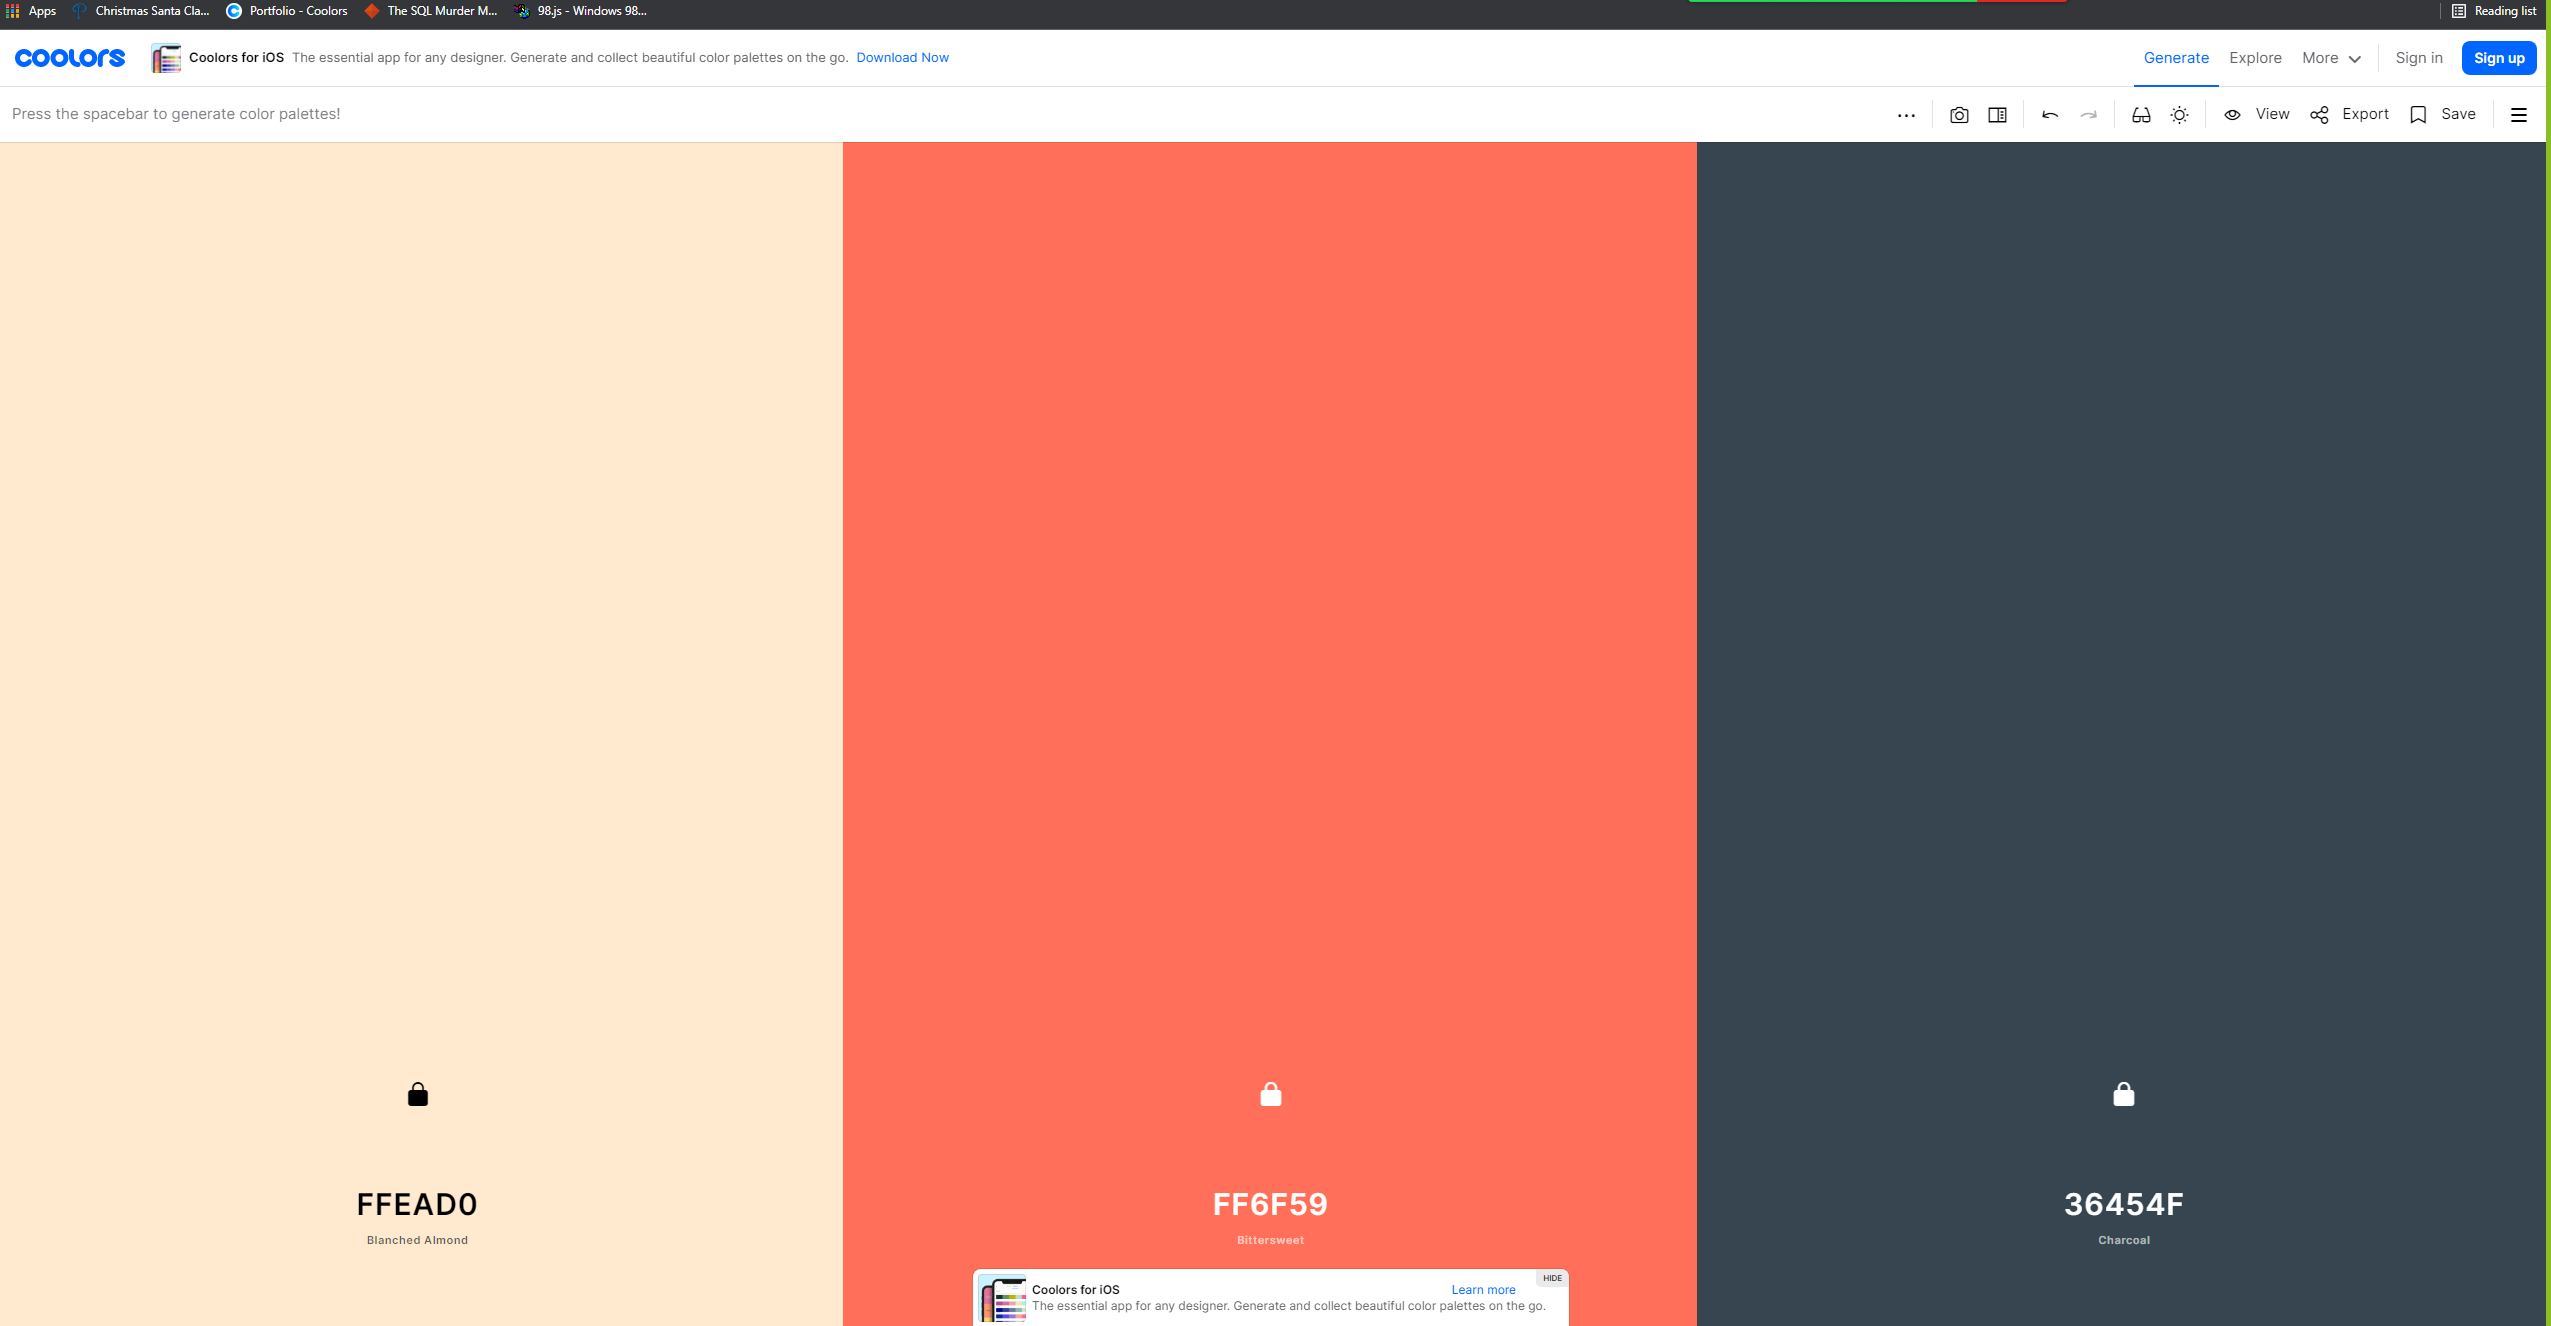 Apps Christmas Santa Cla... Portfolio - Coolors The SQL Murder M... 98.js - Windows 98... Reading list
coolors Coolors for iOS The essential app for any designer. Generate and collect beautiful color palettes on the go. Download Now Generate Explore More Sign in Sign up
Press the spacebar to generate color palettes! View Export Save
FFEAD0 FF6F59 36454F
Blanched Almond Bittersweet Charcoal
HIDE
Coolors for iOS Learn more
The essential app for any designer. Generate and collect beautiful color palettes on the go.